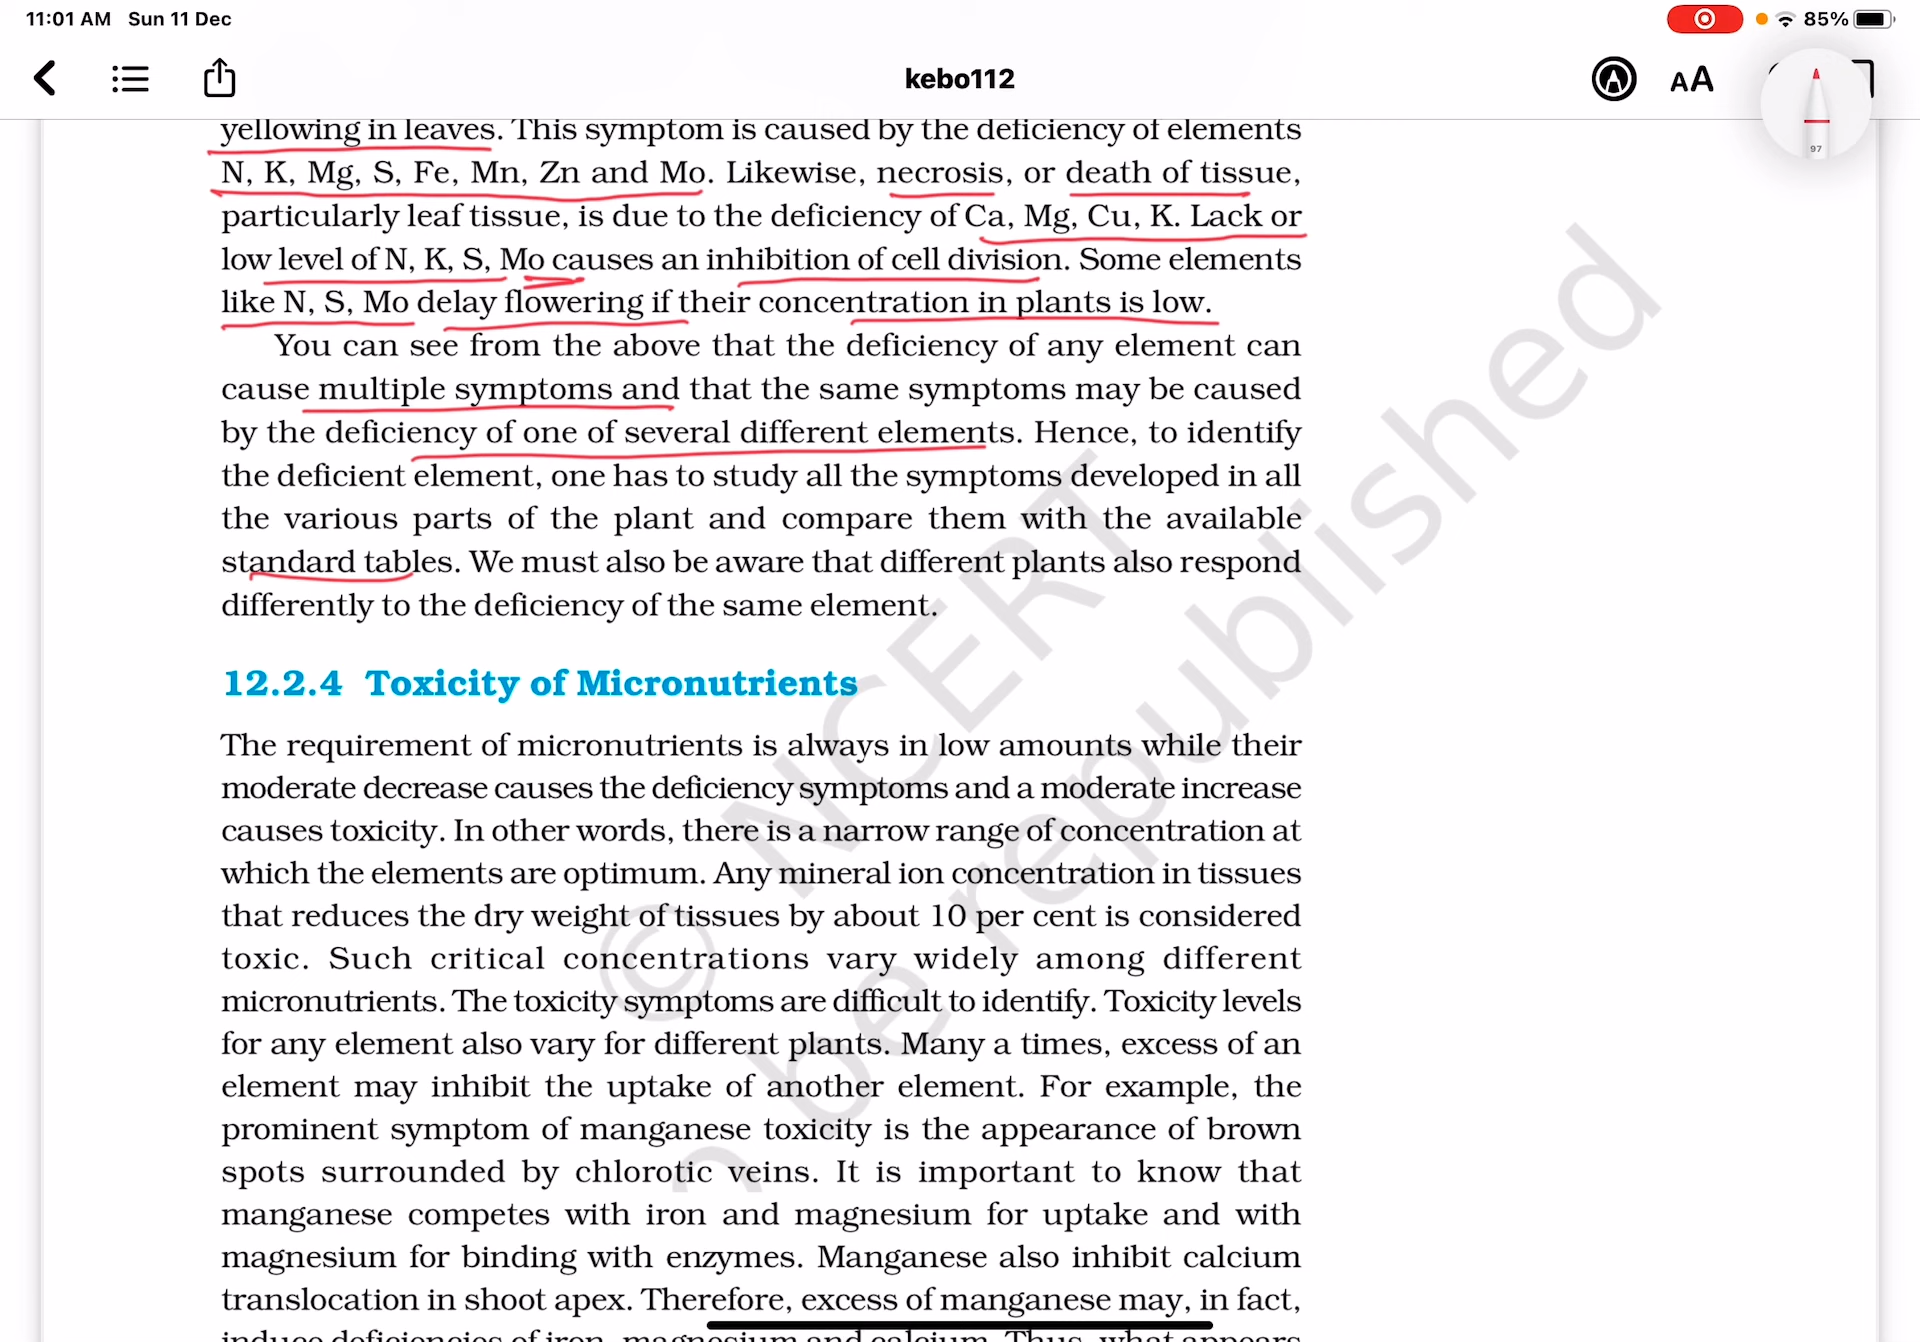 11:01 AM Sun 11 Dec
85%
kebo112
AA
97
yellowing in leaves. This symptom is caused by the deficiency of elements
N, K, Mg, S, Fe, Mn, Zn and Mo. Likewise, necrosis, or death of tissue,
particularly leaf tissue, is due to the deficiency of Ca, Mg, Cu, K. Lack or
low level of N, K, S, Mo causes an inhibition of cell division. Some elements
like N, S, Mo delay flowering if their concentration in plants is low.
You can see from the above that the deficiency of any element can
cause multiple symptoms and that the same symptoms may be caused
by the deficiency of one of several different elements. Hence, to identify
the deficient element, one has to study all the symptoms developed in all
the various parts of the plant and compare them with the available
standard tables. We must also be aware that different plants also respond
differently to the deficiency of the same element.
12.2.4 Toxicity of Micronutrients
The requirement of micronutrients is always in low amounts while their
moderate decrease causes the deficiency symptoms and a moderate increase
causes toxicity. In other words, there is a narrow range of concentration at
which the elements are optimum. Any mineral ion concentration in tissues
that reduces the dry weight of tissues by about 10 per cent is considered
toxic. Such critical concentrations vary widely among different
micronutrients. The toxicity symptoms are difficult to identify. Toxicity levels
for any element also vary for different plants. Many a times, excess of an
element may inhibit the uptake of another element. For example, the
prominent symptom of manganese toxicity is the appearance of brown
spots surrounded by chlorotic veins. It is important to know that
manganese competes with iron and magnesium for uptake and with
magnesium for binding with enzymes. Manganese also inhibit calcium
translocation in shoot apex. Therefore, excess of manganese may, in fact,
induce deficiencies of iron, magnesium and calcium. Thus, what appears
© NCERT
be republished